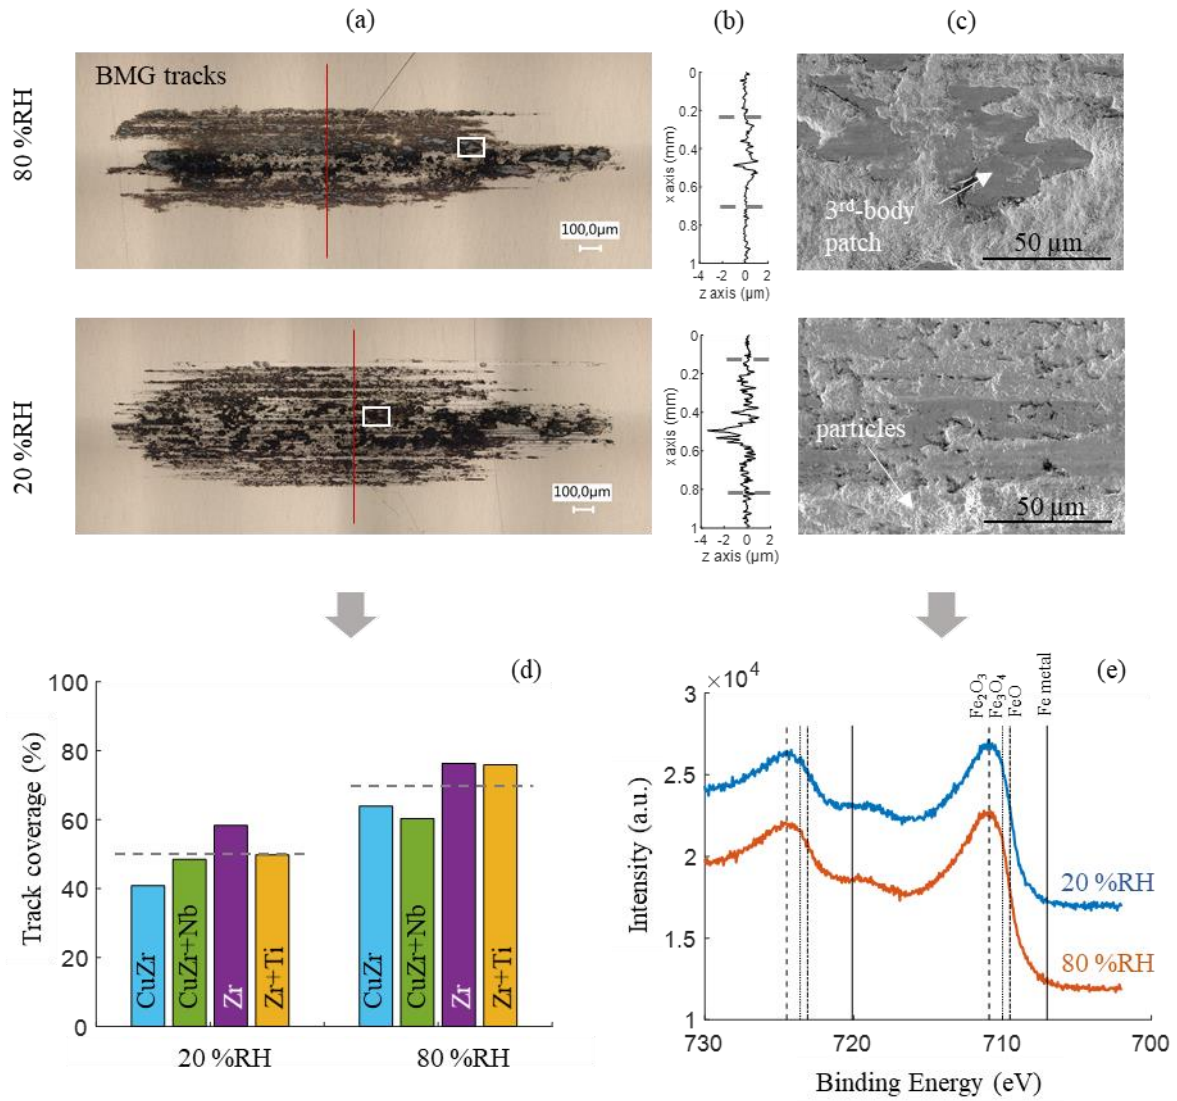 (a)
(b)
(c)
80 %RH
BMG tracks
100,0µm
0
0.2
0.4
0.6
0.8
1
x axis (mm)
-4 -2 0 2
z axis (µm)
3rd-body
patch
50 µm
20 %RH
100,0µm
0
0.2
0.4
0.6
0.8
1
x axis (mm)
-4 -2 0 2
z axis (µm)
particles
50 µm
(d)
100
80
60
40
20
0
Track coverage (%)
CuZr
CuZr+Nb
Zr
Zr+Ti
CuZr
CuZr+Nb
Zr
Zr+Ti
20 %RH
80 %RH
(e)
×10⁴
Fe₂O₃
Fe₃O₄
FeO
Fe metal
3
2.5
2
1.5
1
Intensity (a.u.)
20 %RH
80 %RH
730 720 710 700
Binding Energy (eV)